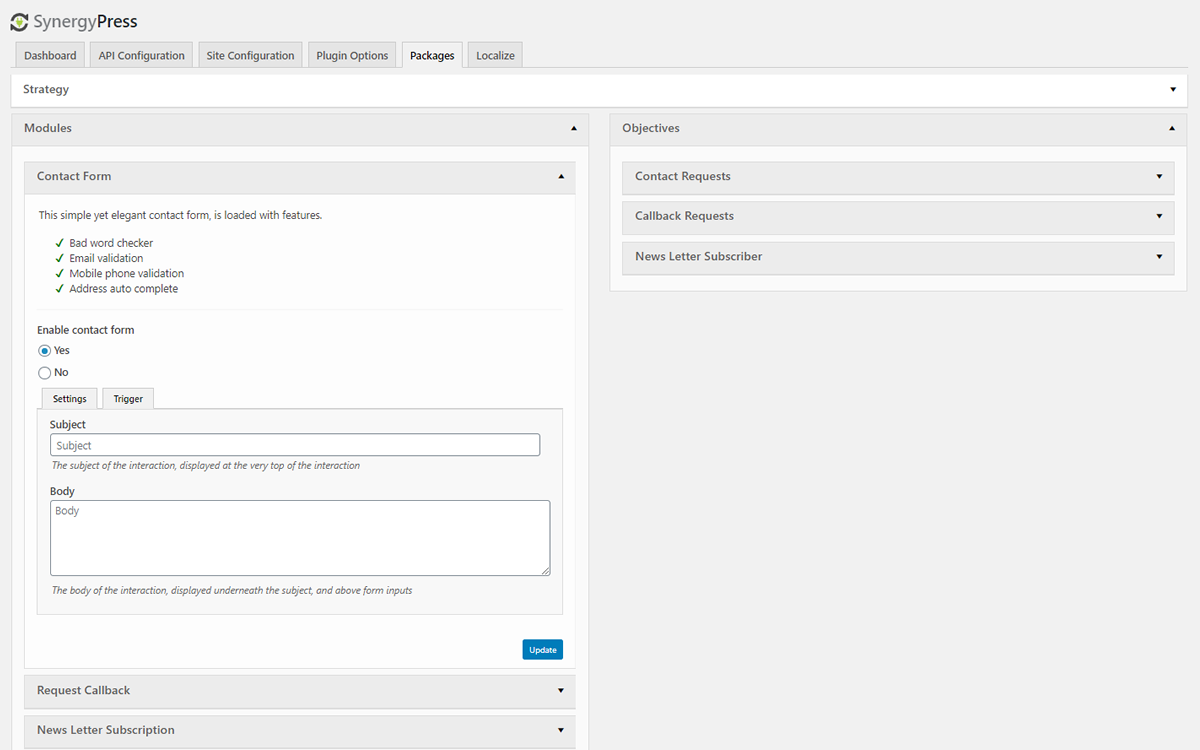 SynergyPress
Dashboard
API Configuration
Site Configuration
Plugin Options
Packages
Localize
Strategy
Modules
Contact Form
This simple yet elegant contact form, is loaded with features.
Bad word checker
Email validation
Mobile phone validation
Address auto complete
Enable contact form
Yes
No
Settings
Trigger
Subject
Subject
The subject of the interaction, displayed at the very top of the interaction
Body
Body
The body of the interaction, displayed underneath the subject, and above form inputs
Update
Request Callback
News Letter Subscription
Objectives
Contact Requests
Callback Requests
News Letter Subscriber